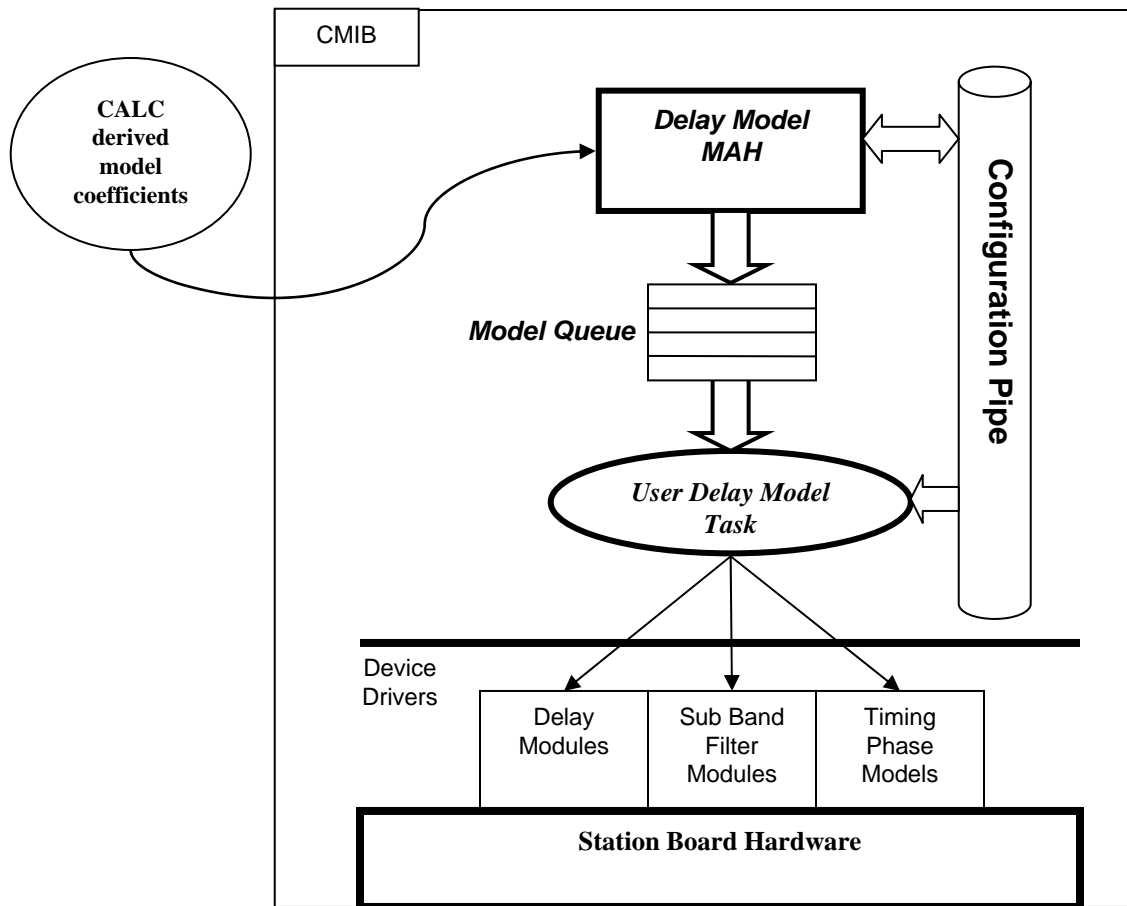 CMIB
CALC
derived
model
coefficients
Delay Model
MAH
Configuration Pipe
Model Queue
User Delay Model
Task
Device
Drivers
Delay
Modules
Sub Band
Filter
Modules
Timing
Phase
Models
Station Board Hardware